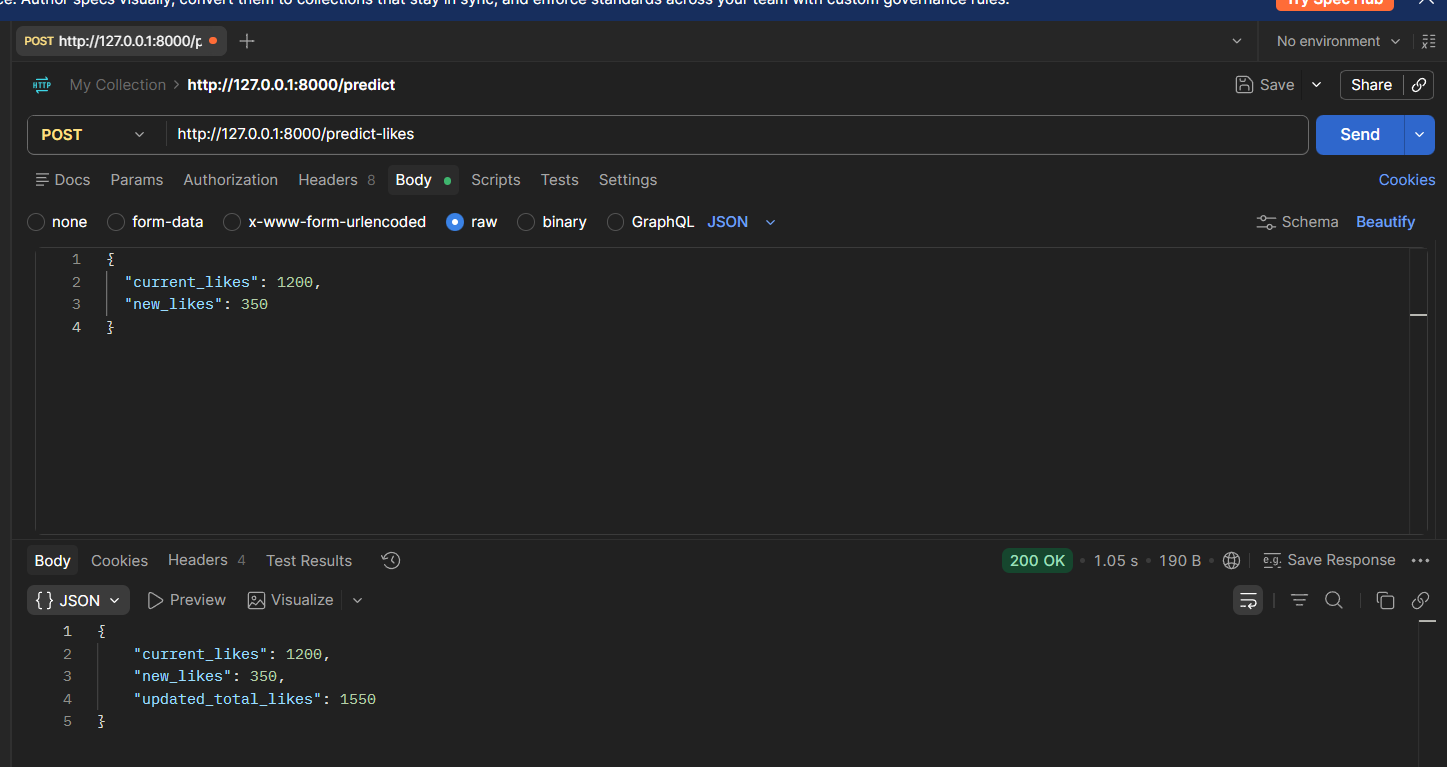 ce. Author specs visually, convert them to collections that stay in sync, and enforce standards across your team with custom governance rules. Try Spec Hub
POST http://127.0.0.1:8000/p No environment
My Collection > http://127.0.0.1:8000/predict Save Share
POST http://127.0.0.1:8000/predict-likes Send
Docs Params Authorization Headers 8 Body Scripts Tests Settings Cookies
none form-data x-www-form-urlencoded raw binary GraphQL JSON Schema Beautify
1 {
2 "current_likes": 1200,
3 "new_likes": 350
4 }
Body Cookies Headers 4 Test Results 200 OK • 1.05 s • 190 B • e.g. Save Response
{} JSON Preview Visualize
1 {
2 "current_likes": 1200,
3 "new_likes": 350,
4 "updated_total_likes": 1550
5 }